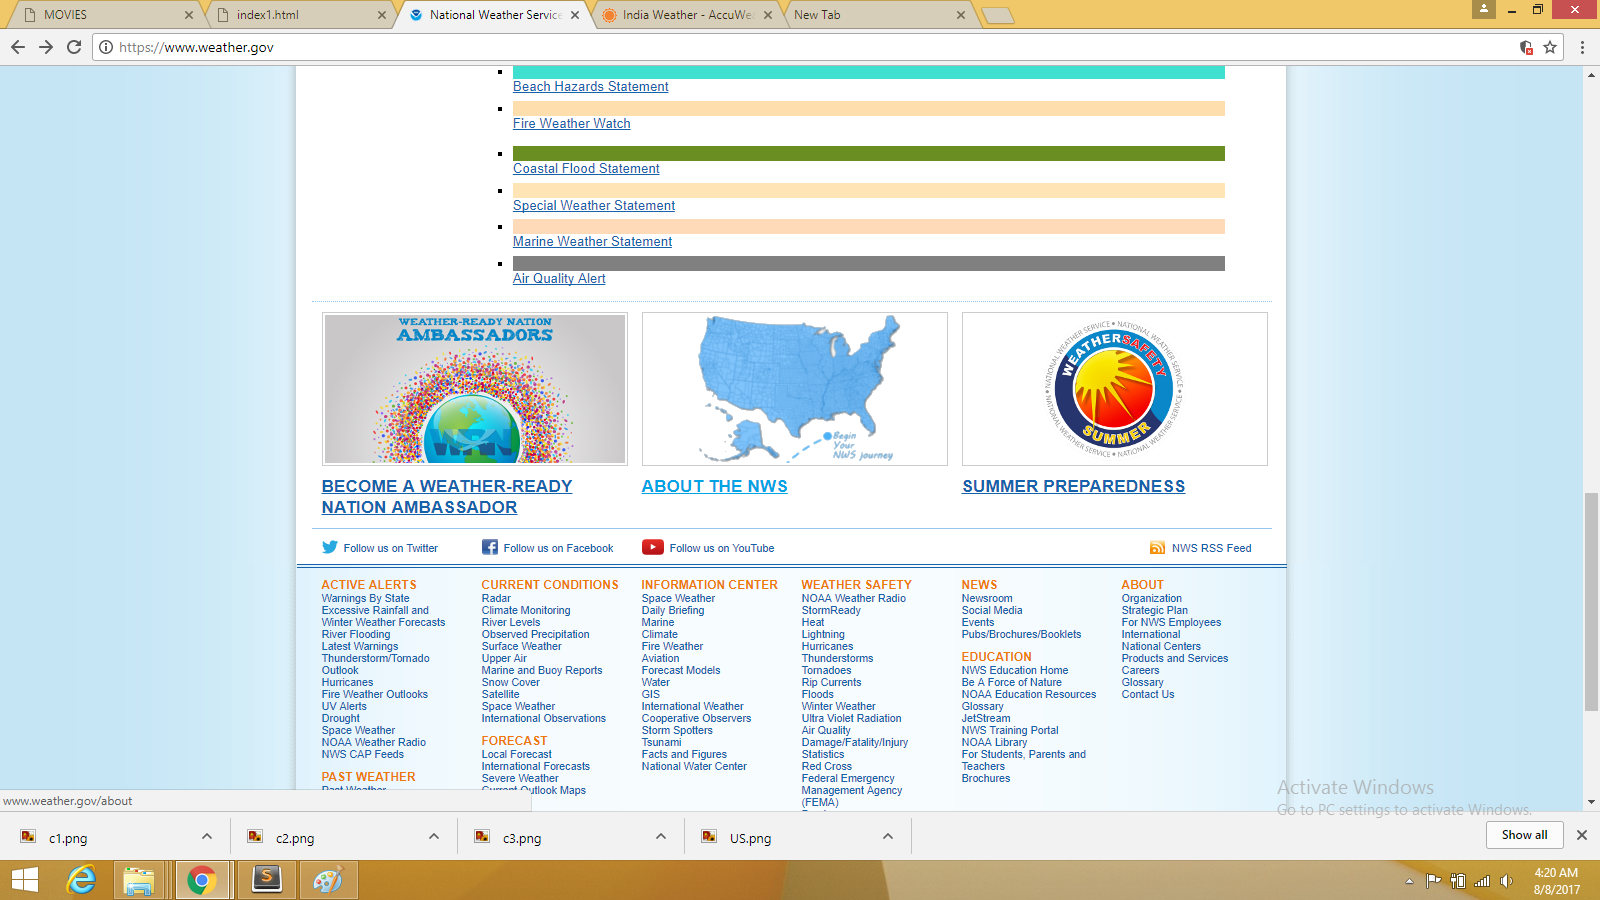 MOVIES
index1.html
National Weather Service
India Weather - AccuWe
New Tab
https://www.weather.gov
Beach Hazards Statement
Fire Weather Watch
Coastal Flood Statement
Special Weather Statement
Marine Weather Statement
Air Quality Alert
WEATHER-READY NATION
AMBASSADORS
WRN
Begin
Your
NWS journey
NATIONAL WEATHER SERVICE • NATIONAL WEATHER SERVICE • NATIONAL WEATHER SERVICE • NATIONAL WEATHER SERVICE •
WEATHER SAFETY
SUMMER
BECOME A WEATHER-READY
NATION AMBASSADOR
ABOUT THE NWS
SUMMER PREPAREDNESS
Follow us on Twitter
Follow us on Facebook
Follow us on YouTube
NWS RSS Feed
ACTIVE ALERTS
Warnings By State
Excessive Rainfall and
Winter Weather Forecasts
River Flooding
Latest Warnings
Thunderstorm/Tornado
Outlook
Hurricanes
Fire Weather Outlooks
UV Alerts
Drought
Space Weather
NOAA Weather Radio
NWS CAP Feeds
PAST WEATHER
Past Weather
CURRENT CONDITIONS
Radar
Climate Monitoring
River Levels
Observed Precipitation
Surface Weather
Upper Air
Marine and Buoy Reports
Snow Cover
Satellite
Space Weather
International Observations
FORECAST
Local Forecast
International Forecasts
Severe Weather
Current Outlook Maps
INFORMATION CENTER
Space Weather
Daily Briefing
Marine
Climate
Fire Weather
Aviation
Forecast Models
Water
GIS
International Weather
Cooperative Observers
Storm Spotters
Tsunami
Facts and Figures
National Water Center
WEATHER SAFETY
NOAA Weather Radio
StormReady
Heat
Lightning
Hurricanes
Thunderstorms
Tornadoes
Rip Currents
Floods
Winter Weather
Ultra Violet Radiation
Air Quality
Damage/Fatality/Injury
Statistics
Red Cross
Federal Emergency
Management Agency
(FEMA)
NEWS
Newsroom
Social Media
Events
Pubs/Brochures/Booklets
EDUCATION
NWS Education Home
Be A Force of Nature
NOAA Education Resources
Glossary
JetStream
NWS Training Portal
NOAA Library
For Students, Parents and
Teachers
Brochures
ABOUT
Organization
Strategic Plan
For NWS Employees
International
National Centers
Products and Services
Careers
Glossary
Contact Us
Activate Windows
Go to PC settings to activate Windows.
www.weather.gov/about
c1.png
c2.png
c3.png
US.png
Show all
4:20 AM
8/8/2017